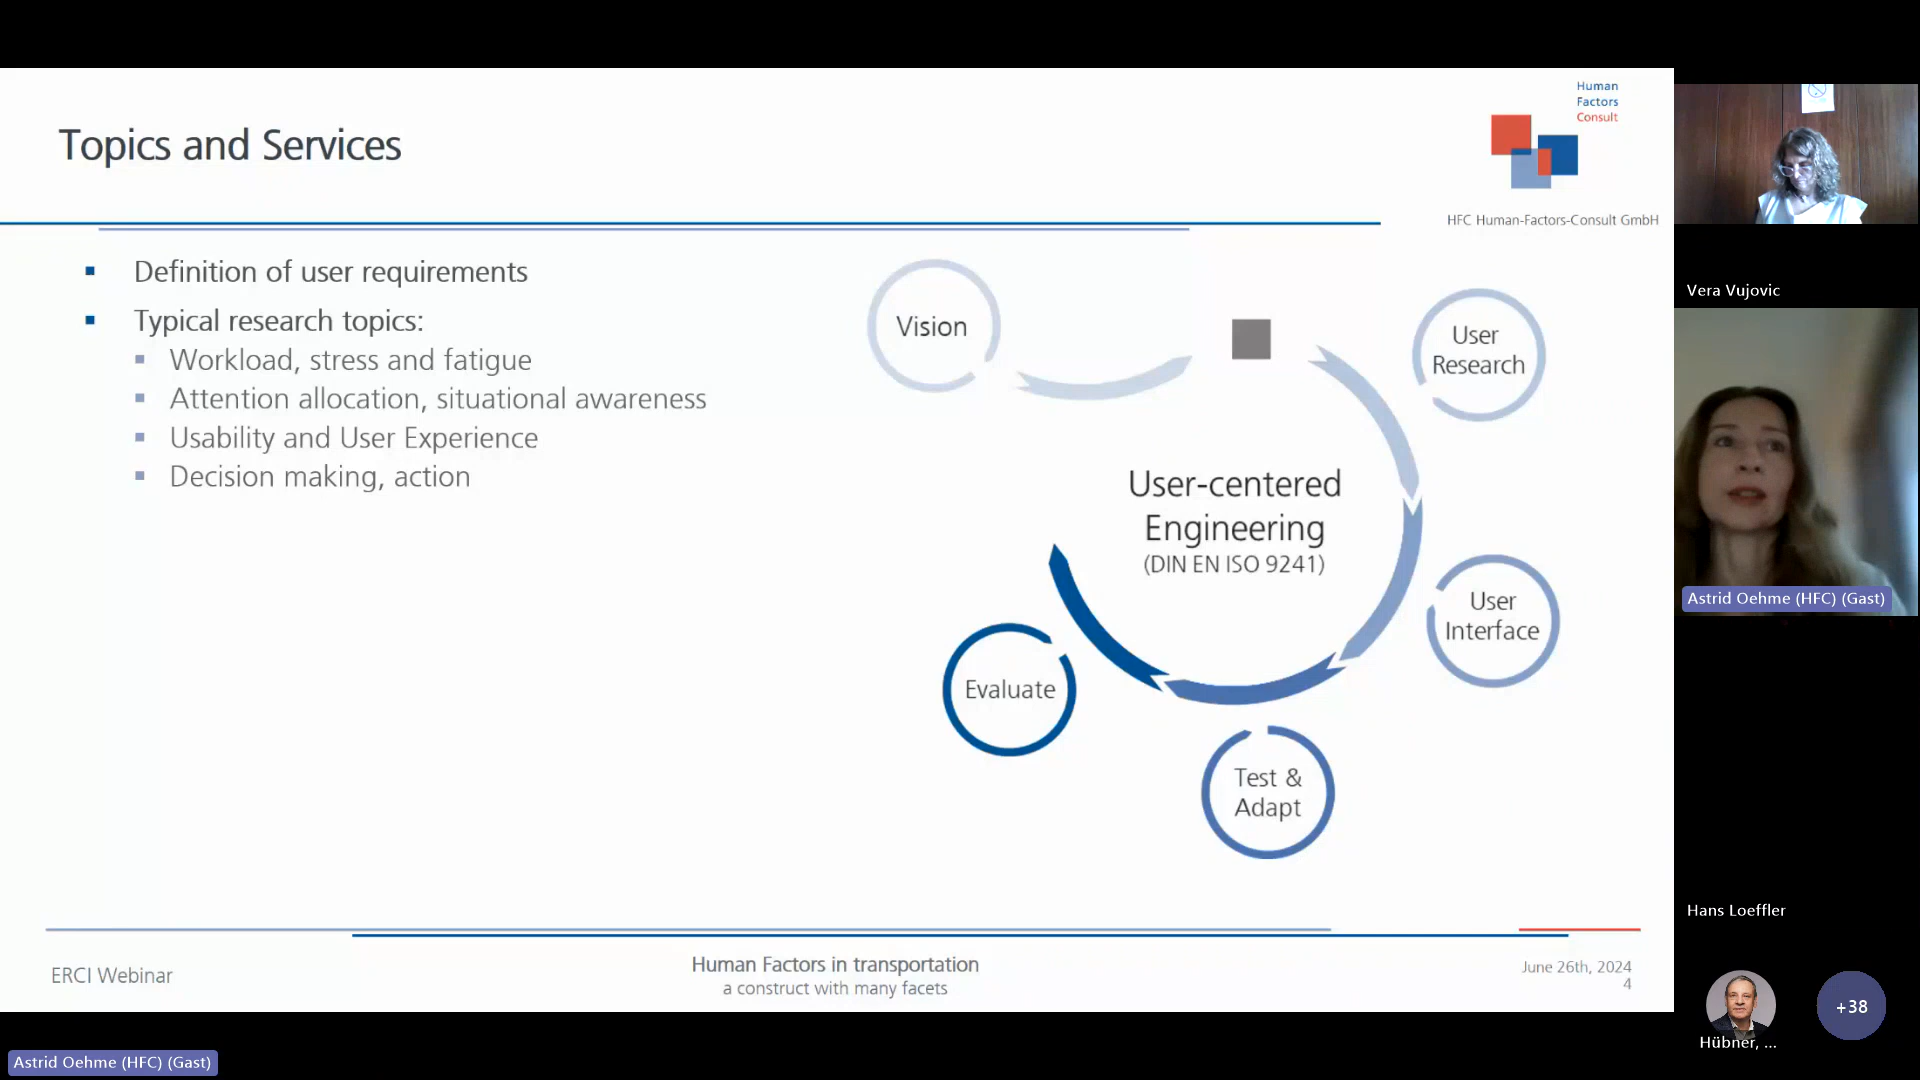 Topics and Services
Human
Factors
Consult
HFC Human-Factors-Consult GmbH
Definition of user requirements
Typical research topics:
Workload, stress and fatigue
Attention allocation, situational awareness
Usability and User Experience
Decision making, action
Vision
User
Research
User-centered
Engineering
(DIN EN ISO 9241)
User
Interface
Evaluate
Test &
Adapt
ERCI Webinar
Human Factors in transportation
a construct with many facets
June 26th, 2024
4
Vera Vujovic
Astrid Oehme (HFC) (Gast)
Hans Loeffler
Hübner, ...
+38
Astrid Oehme (HFC) (Gast)